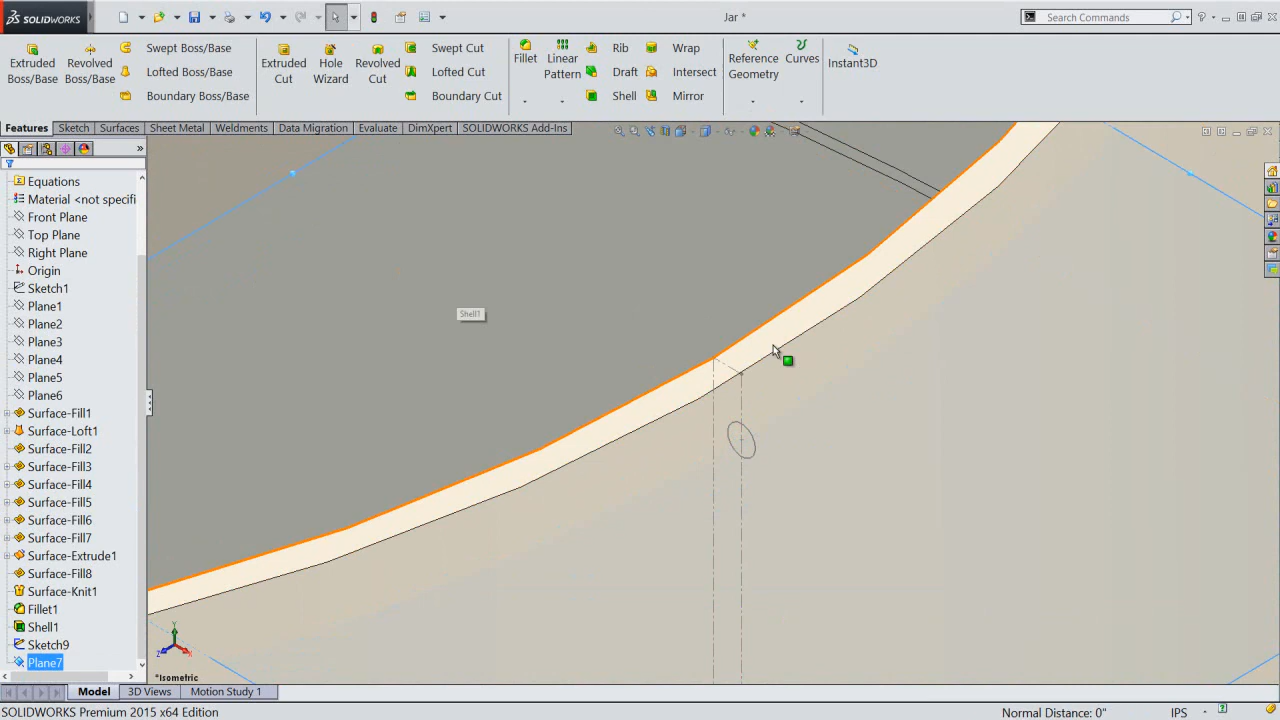 SOLIDWORKS
Jar *
Search Commands
Extruded Boss/Base
Revolved Boss/Base
Swept Boss/Base
Lofted Boss/Base
Boundary Boss/Base
Extruded Cut
Hole Wizard
Revolved Cut
Swept Cut
Lofted Cut
Boundary Cut
Fillet
Linear Pattern
Rib
Draft
Shell
Wrap
Intersect
Mirror
Reference Geometry
Curves
Instant3D
Features
Sketch
Surfaces
Sheet Metal
Weldments
Data Migration
Evaluate
DimXpert
SOLIDWORKS Add-Ins
Equations
Material <not specifi
Front Plane
Top Plane
Right Plane
Origin
Sketch1
Plane1
Plane2
Plane3
Plane4
Plane5
Plane6
Surface-Fill1
Surface-Loft1
Surface-Fill2
Surface-Fill3
Surface-Fill4
Surface-Fill5
Surface-Fill6
Surface-Fill7
Surface-Extrude1
Surface-Fill8
Surface-Knit1
Fillet1
Shell1
Sketch9
Plane7
Shell1
Y
Z
X
*Isometric
Model
3D Views
Motion Study 1
SOLIDWORKS Premium 2015 x64 Edition
Normal Distance: 0"
IPS